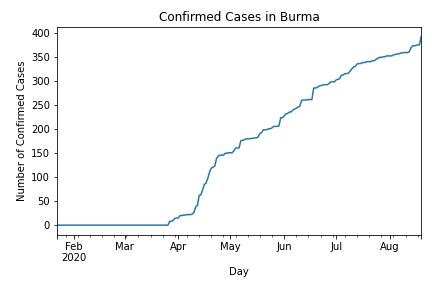 Confirmed Cases in Burma
400
350
300
250
200
150
100
50
0
Number of Confirmed Cases
Feb Mar Apr May Jun Jul Aug
2020
Day